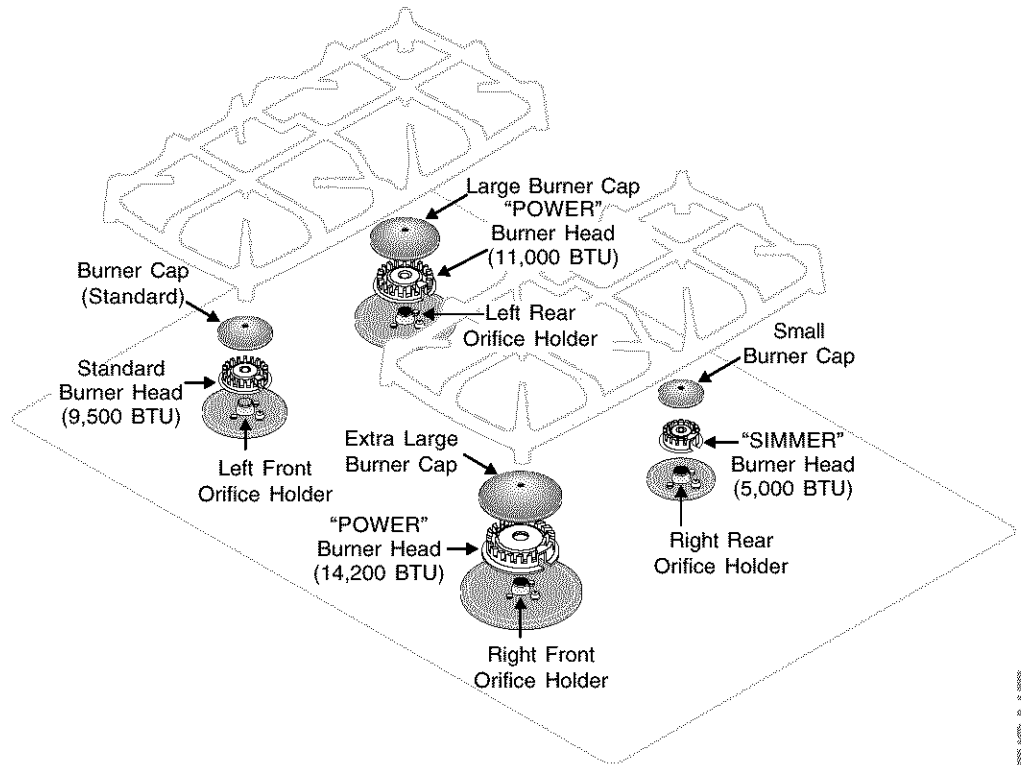 Large Burner Cap
“POWER”
Burner Head
(11,000 BTU)
Burner Cap
(Standard)
Left Rear
Orifice Holder
Small
Burner Cap
Standard
Burner Head
(9,500 BTU)
Extra Large
Burner Cap
“SIMMER”
Burner Head
(5,000 BTU)
Left Front
Orifice Holder
“POWER”
Burner Head
(14,200 BTU)
Right Rear
Orifice Holder
Right Front
Orifice Holder